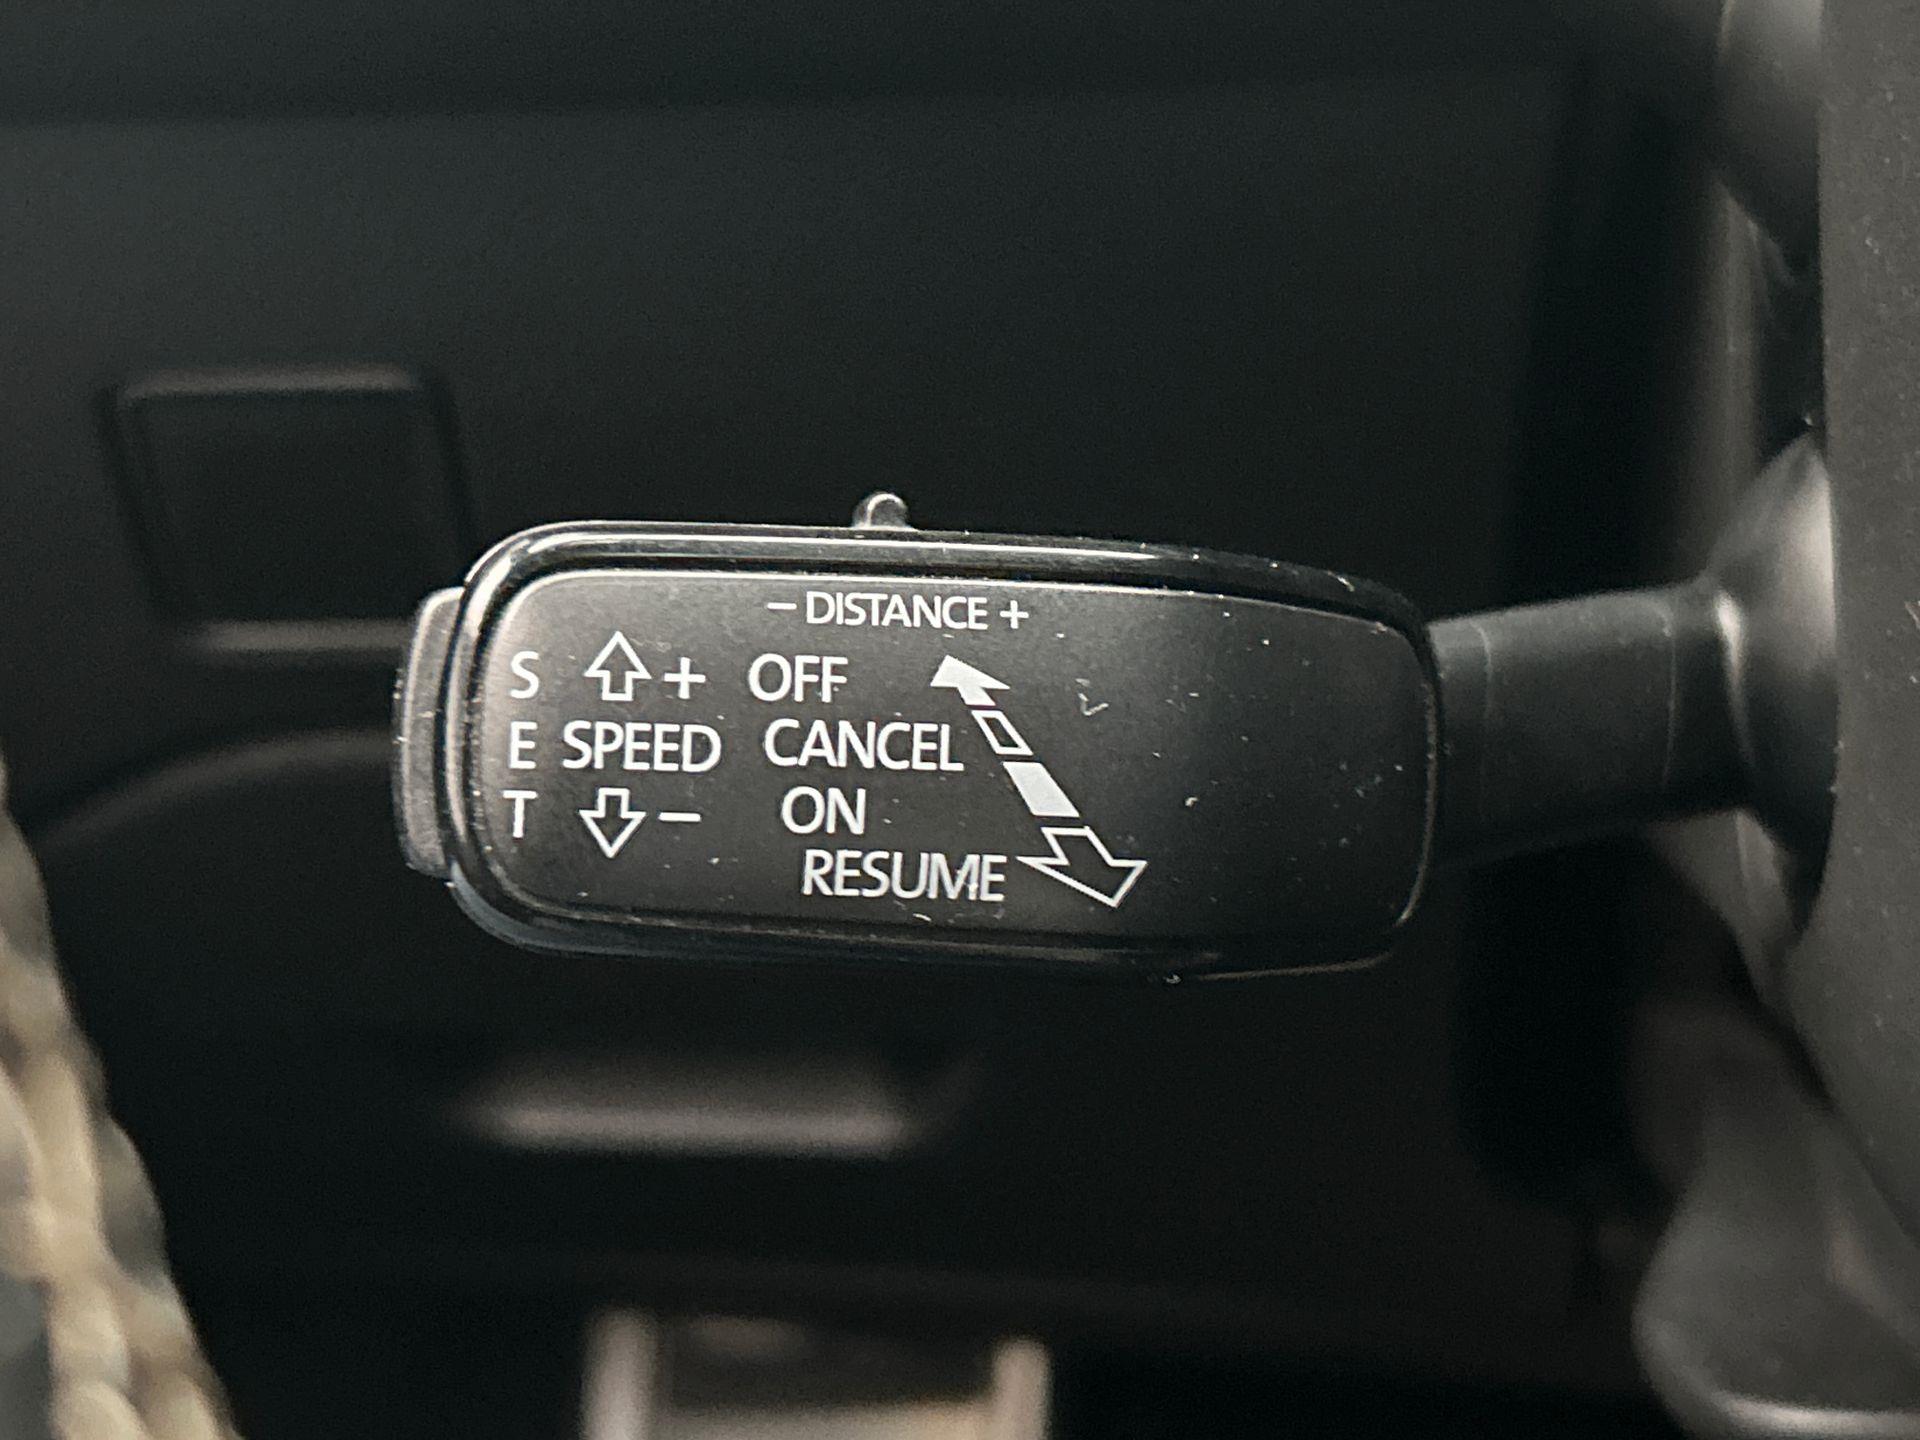 – DISTANCE +
S + OFF
E SPEED CANCEL
T – ON
RESUME